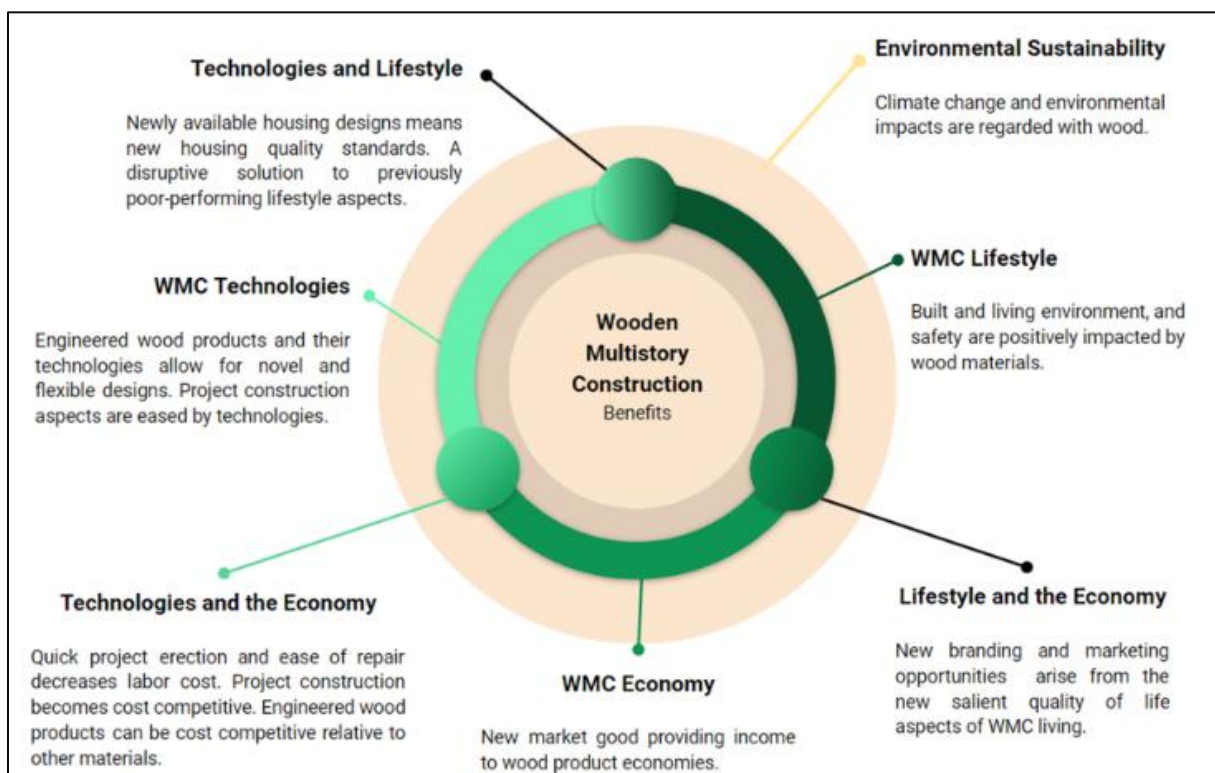 Technologies and Lifestyle
Newly available housing designs means
new housing quality standards. A
disruptive solution to previously
poor-performing lifestyle aspects.
Environmental Sustainability
Climate change and environmental
impacts are regarded with wood.
WMC Technologies
Engineered wood products and their
technologies allow for novel and
flexible designs. Project construction
aspects are eased by technologies.
Wooden
Multistory
Construction
Benefits
WMC Lifestyle
Built and living environment, and
safety are positively impacted by
wood materials.
Technologies and the Economy
Quick project erection and ease of repair
decreases labor cost. Project construction
becomes cost competitive. Engineered wood
products can be cost competitive relative to
other materials.
WMC Economy
New market good providing income
to wood product economies.
Lifestyle and the Economy
New branding and marketing
opportunities arise from the
new salient quality of life
aspects of WMC living.